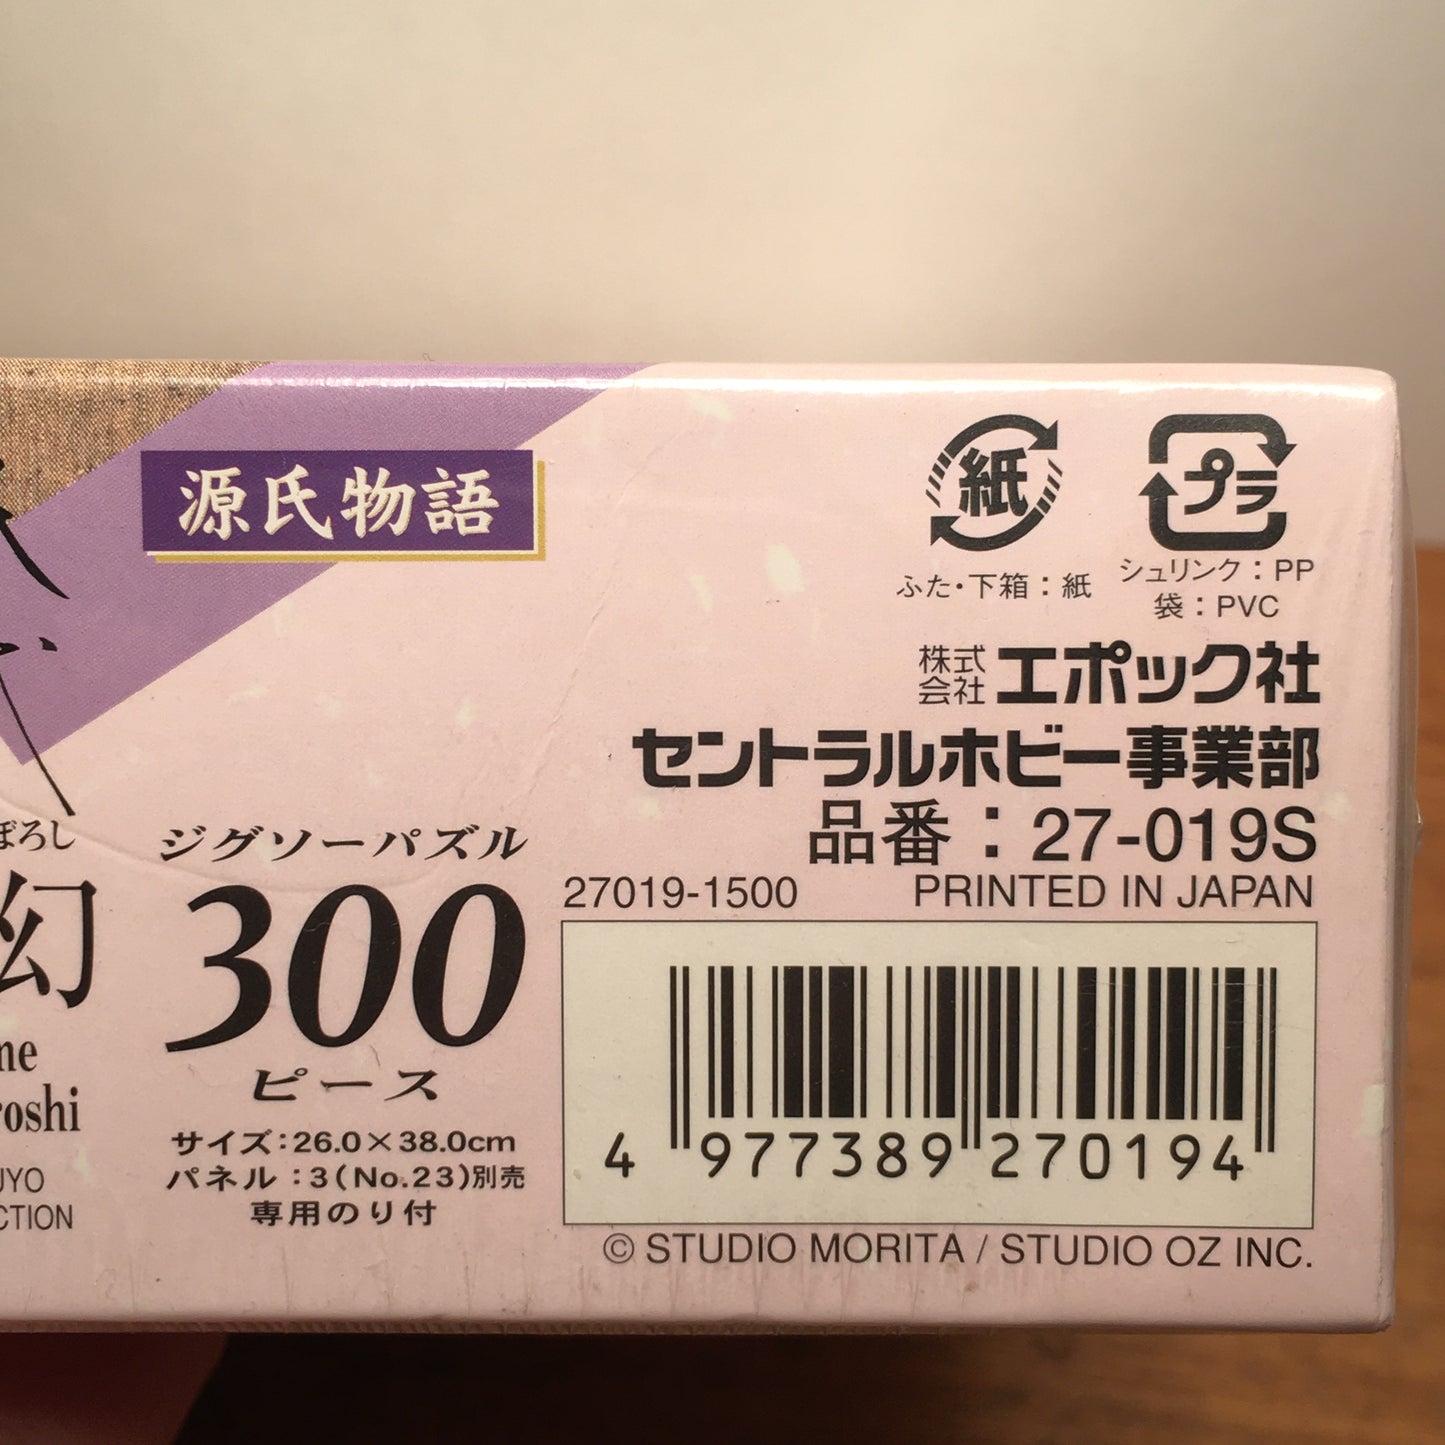 源氏物語
ぼろし
幻
me
roshi
UYO
CTION
ジグソーパズル
300
ピース
サイズ:26.0×38.0cm
パネル:3(No.23)別売
専用のり付
紙
ふた・下箱：紙
プラ
シュリンク：PP
袋：PVC
株式会社 エポック社
セントラルホビー事業部
品番：27-019S
27019-1500 PRINTED IN JAPAN
4 977389 270194
© STUDIO MORITA / STUDIO OZ INC.